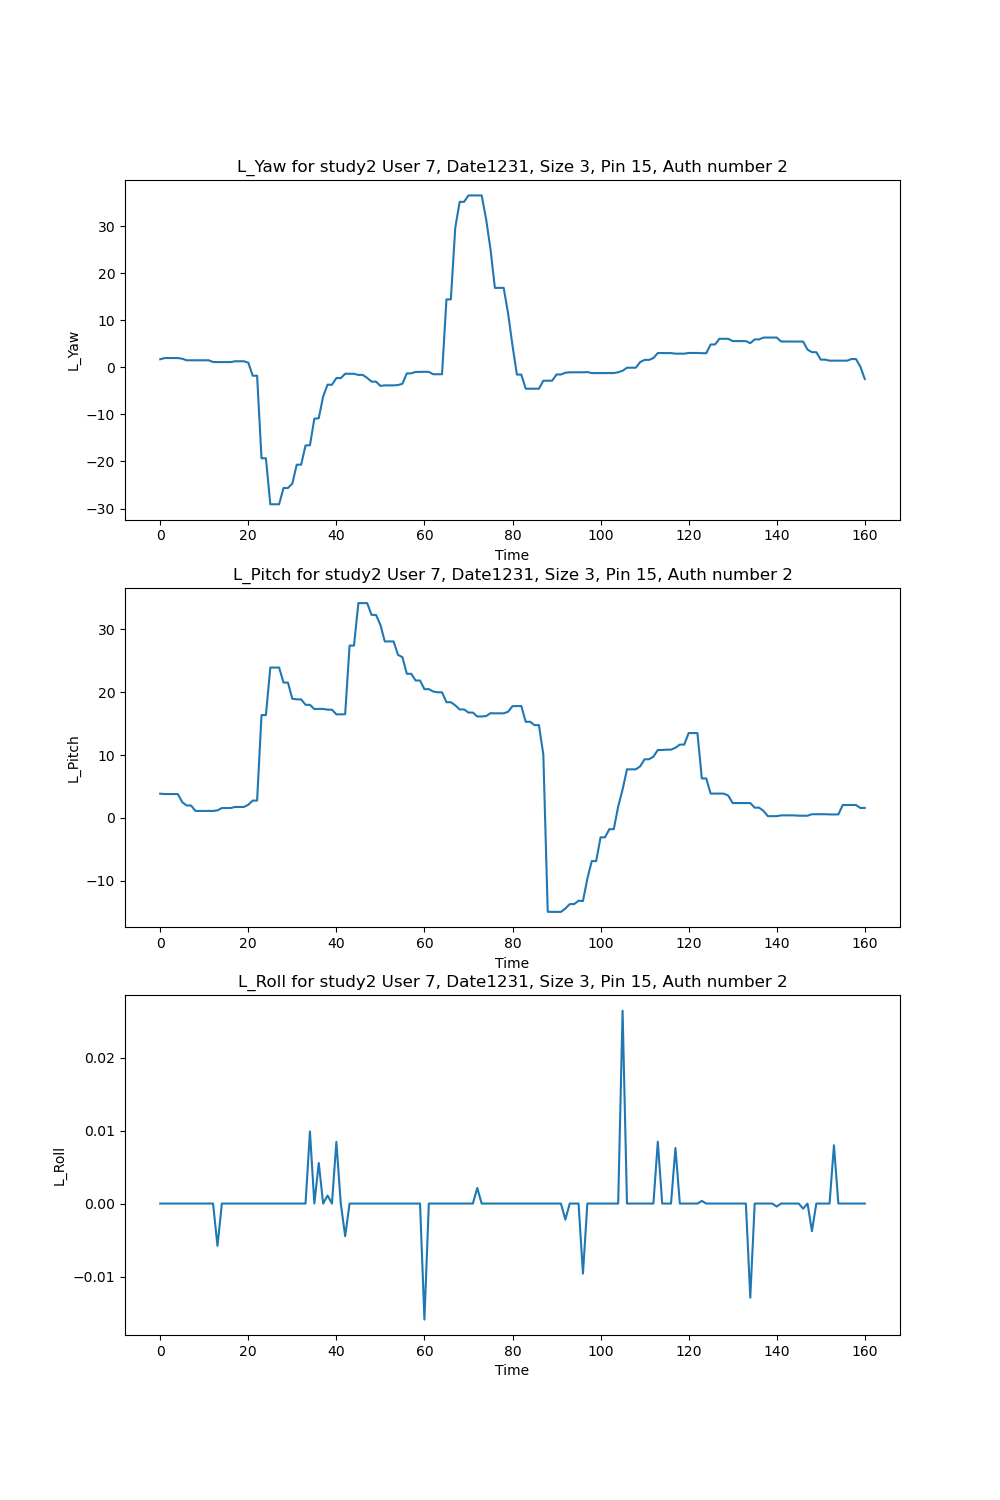 L_Yaw for study2 User 7, Date1231, Size 3, Pin 15, Auth number 2
30
20
10
0
−10
−20
−30
L_Yaw
0 20 40 60 80 100 120 140 160
Time
L_Pitch for study2 User 7, Date1231, Size 3, Pin 15, Auth number 2
30
20
10
0
−10
L_Pitch
0 20 40 60 80 100 120 140 160
Time
L_Roll for study2 User 7, Date1231, Size 3, Pin 15, Auth number 2
0.02
0.01
0.00
−0.01
L_Roll
0 20 40 60 80 100 120 140 160
Time